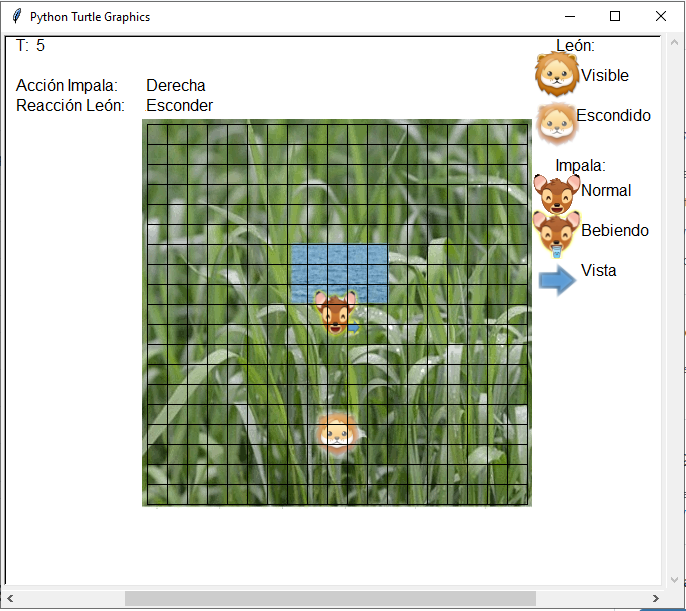 Python Turtle Graphics
T: 5
Acción Impala: Derecha
Reacción León: Esconder
León:
Visible
Escondido
Impala:
Normal
Bebiendo
Vista